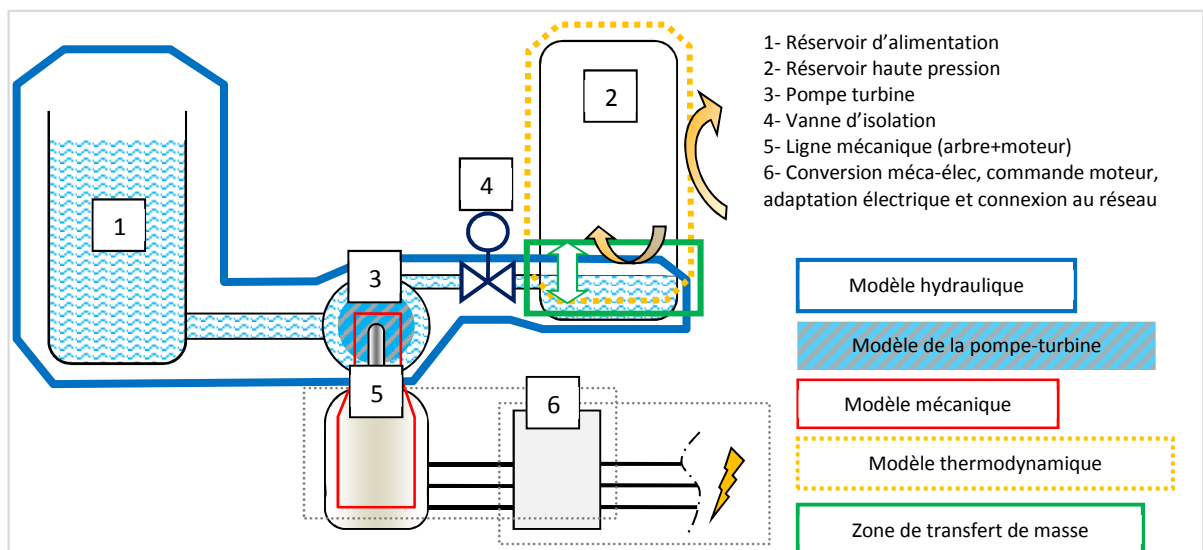 1- Réservoir d'alimentation
2- Réservoir haute pression
3- Pompe turbine
4- Vanne d'isolation
5- Ligne mécanique (arbre+moteur)
6- Conversion méca-élec, commande moteur,
adaptation électrique et connexion au réseau
2
4
1
3
5
6
Modèle hydraulique
Modèle de la pompe-turbine
Modèle mécanique
Modèle thermodynamique
Zone de transfert de masse